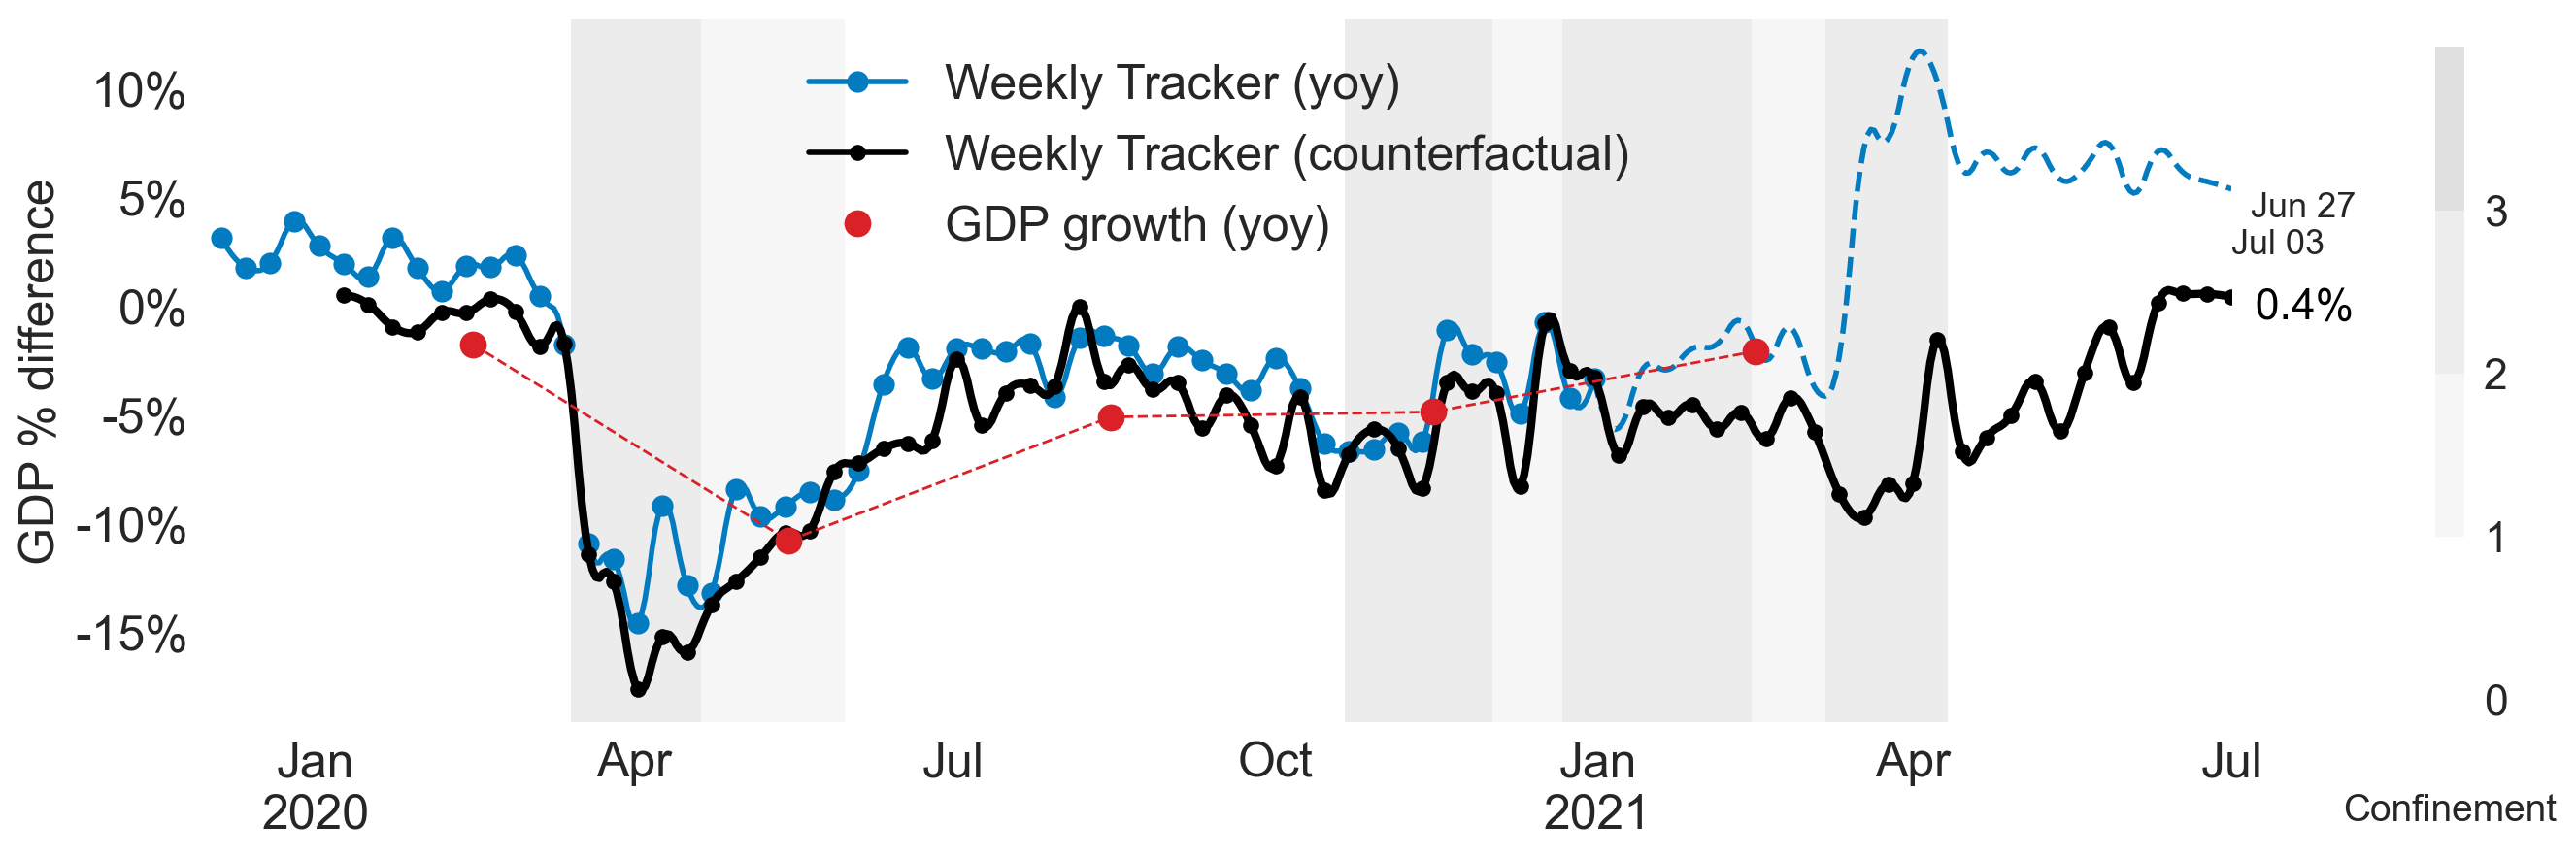 Weekly Tracker (yoy)
Weekly Tracker (counterfactual)
GDP growth (yoy)
GDP % difference
10%
5%
0%
-5%
-10%
-15%
Jun 27
Jul 03
0.4%
3
2
1
0
Jan
2020
Apr
Jul
Oct
Jan
2021
Apr
Jul
Confinement